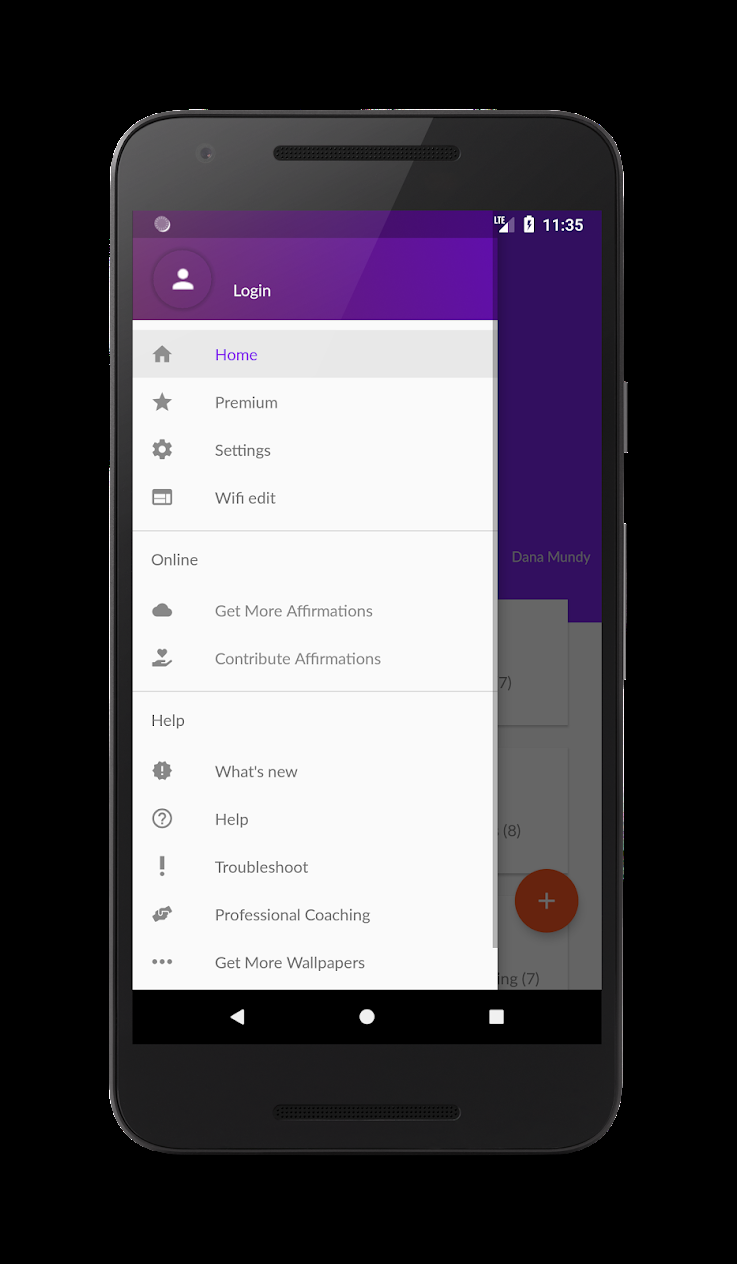 LTE 11:35
Login
Home
Premium
Settings
Wifi edit
Dana Mundy
Online
Get More Affirmations
Contribute Affirmations
7)
Help
What's new
Help
(8)
Troubleshoot
Professional Coaching
Get More Wallpapers
ing (7)